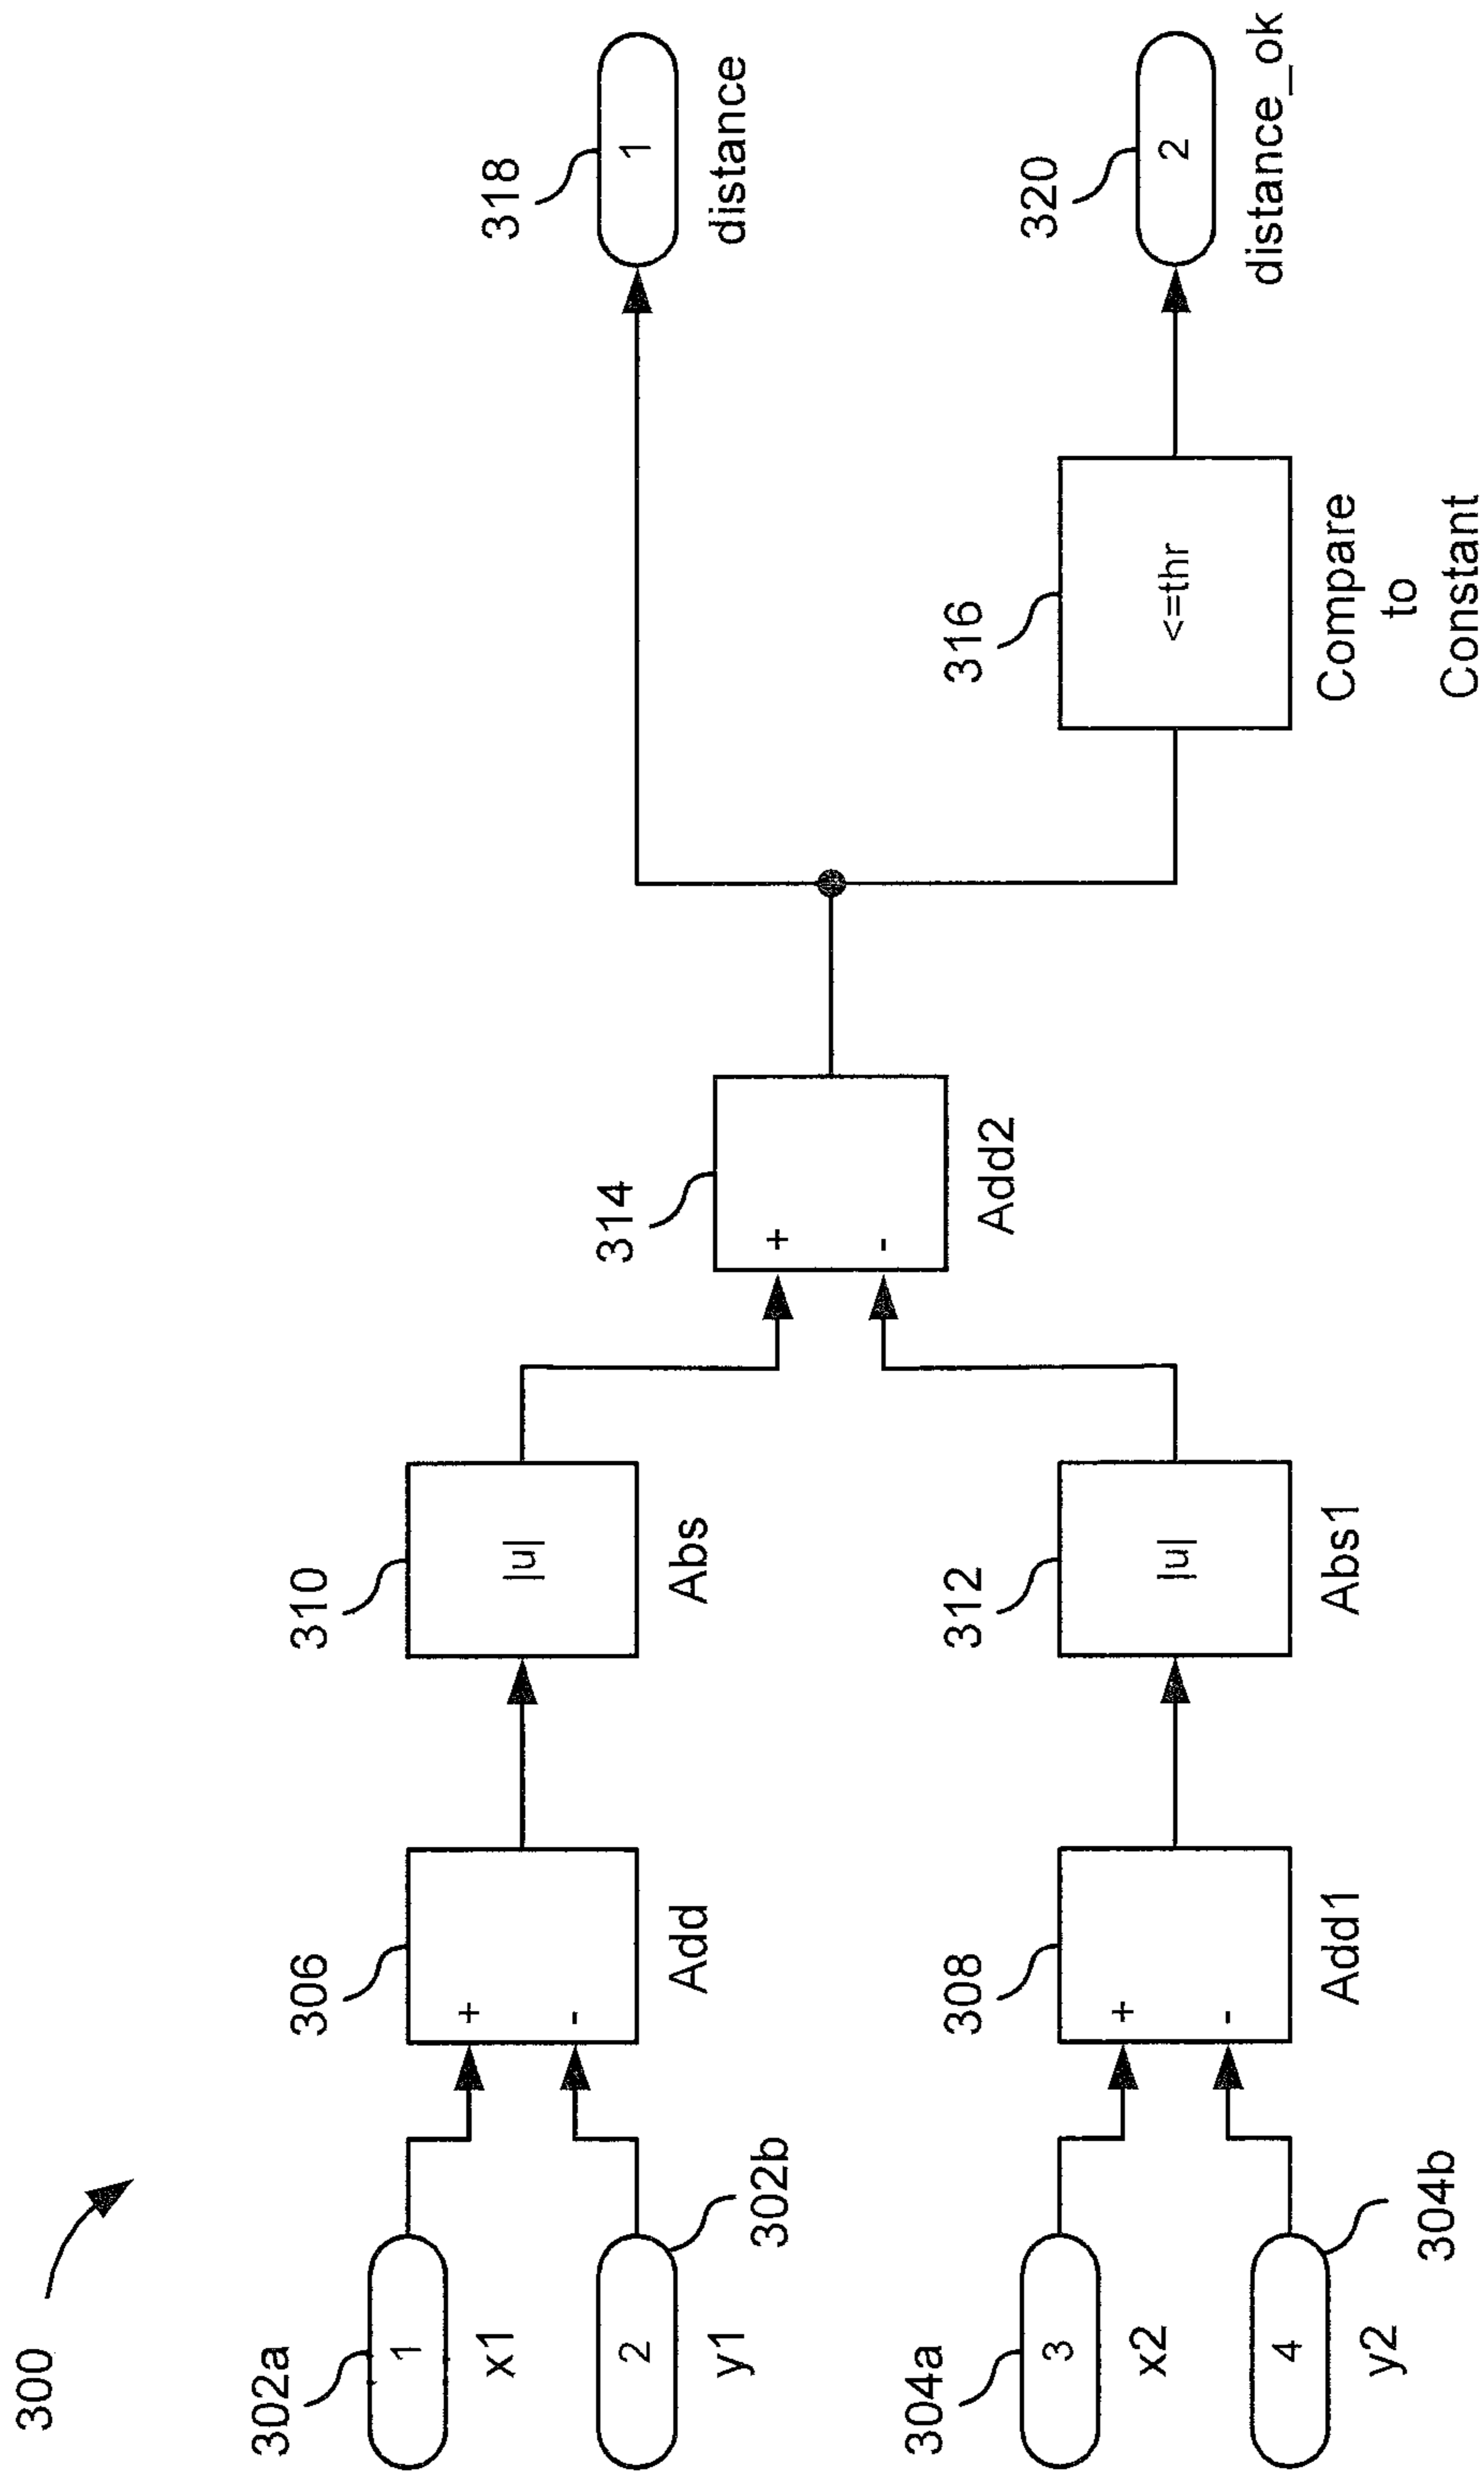 300
302a
1
x1
2
302b
y1
304a
3
x2
4
304b
y2
306
+
-
Add
308
+
-
Add1
310
|u|
Abs
312
|u|
Abs1
314
+
-
Add2
316
<=thr
Compare
to
Constant
318
1
distance
320
2
distance_ok